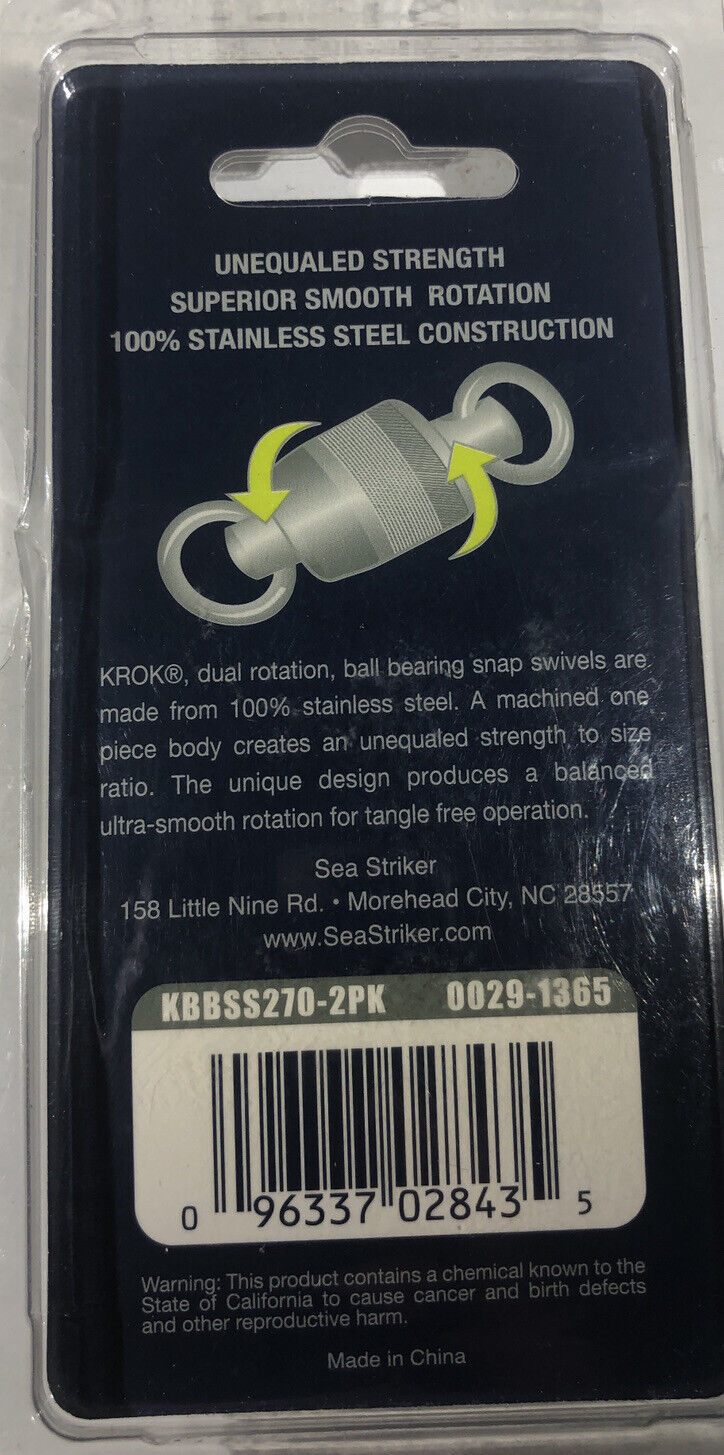 UNEQUALED STRENGTH
SUPERIOR SMOOTH ROTATION
100% STAINLESS STEEL CONSTRUCTION
KROK®, dual rotation, ball bearing snap swivels are
made from 100% stainless steel. A machined one
piece body creates an unequaled strength to size
ratio. The unique design produces a balanced
ultra-smooth rotation for tangle free operation.
Sea Striker
158 Little Nine Rd. • Morehead City, NC 28557
www.SeaStriker.com
KBBSS270-2PK 0029-1365
0 96337 02843 5
Warning: This product contains a chemical known to the
State of California to cause cancer and birth defects
and other reproductive harm.
Made in China